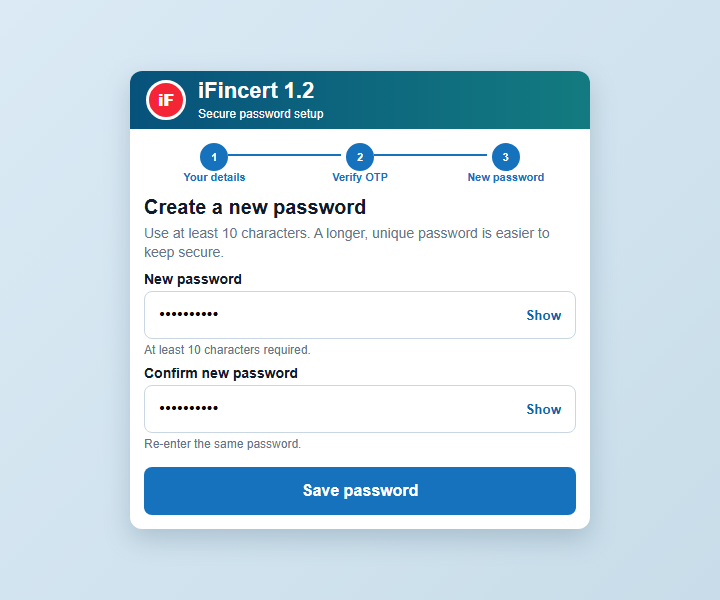 iF
iFincert 1.2
Secure password setup
1
2
3
Your details
Verify OTP
New password
Create a new password
Use at least 10 characters. A longer, unique password is easier to
keep secure.
New password
••••••••••
Show
At least 10 characters required.
Confirm new password
••••••••••
Show
Re-enter the same password.
Save password